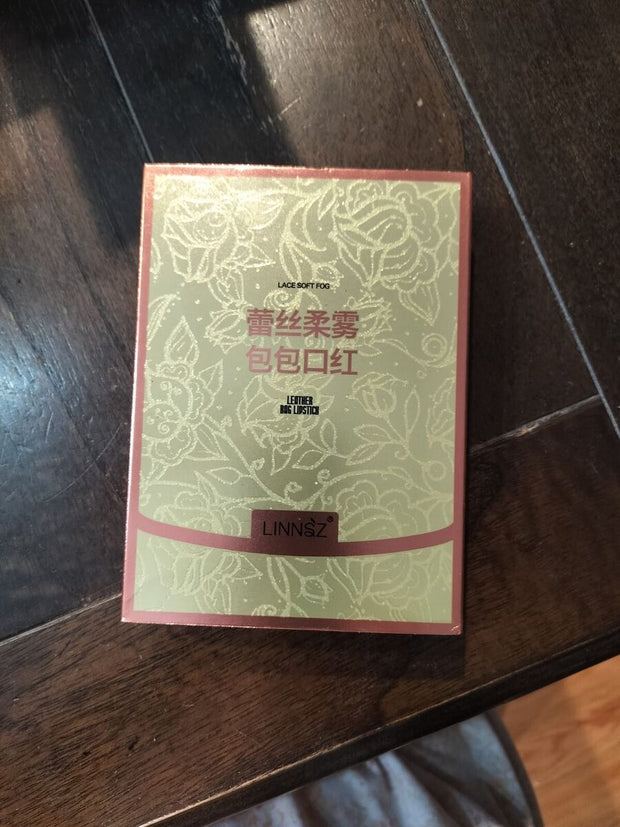 LACE SOFT FOG
蕾丝柔雾
包包口红
LEATHER
BAG LIPSTICK
LINNSZ®